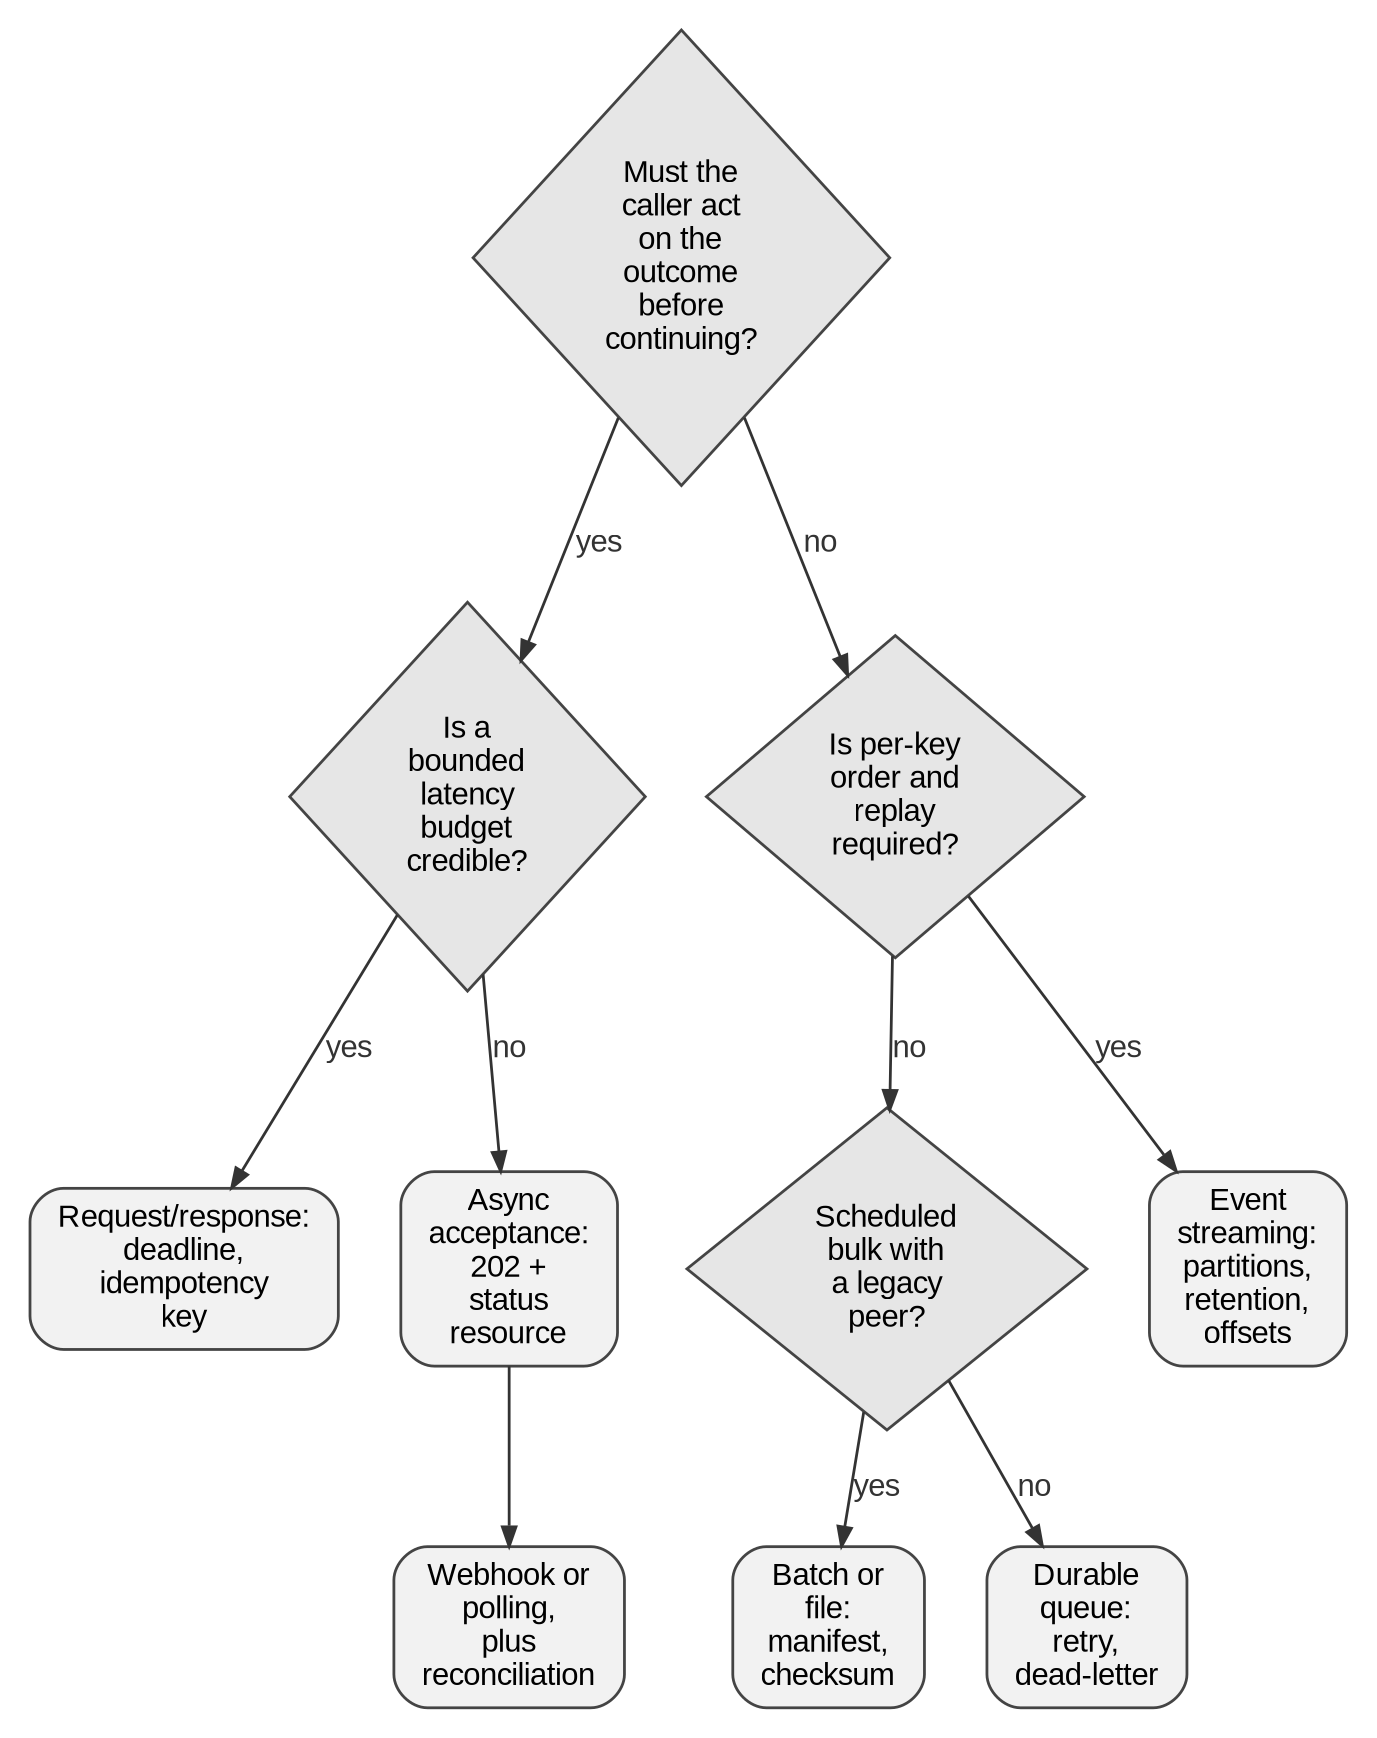 Must the
caller act
on the
outcome
before
continuing?
yes
no
Is a
bounded
latency
budget
credible?
Is per-key
order and
replay
required?
yes
no
no
yes
Request/response:
deadline,
idempotency
key
Async
acceptance:
202 +
status
resource
Scheduled
bulk with
a legacy
peer?
Event
streaming:
partitions,
retention,
offsets
yes
no
Webhook or
polling,
plus
reconciliation
Batch or
file:
manifest,
checksum
Durable
queue:
retry,
dead-letter